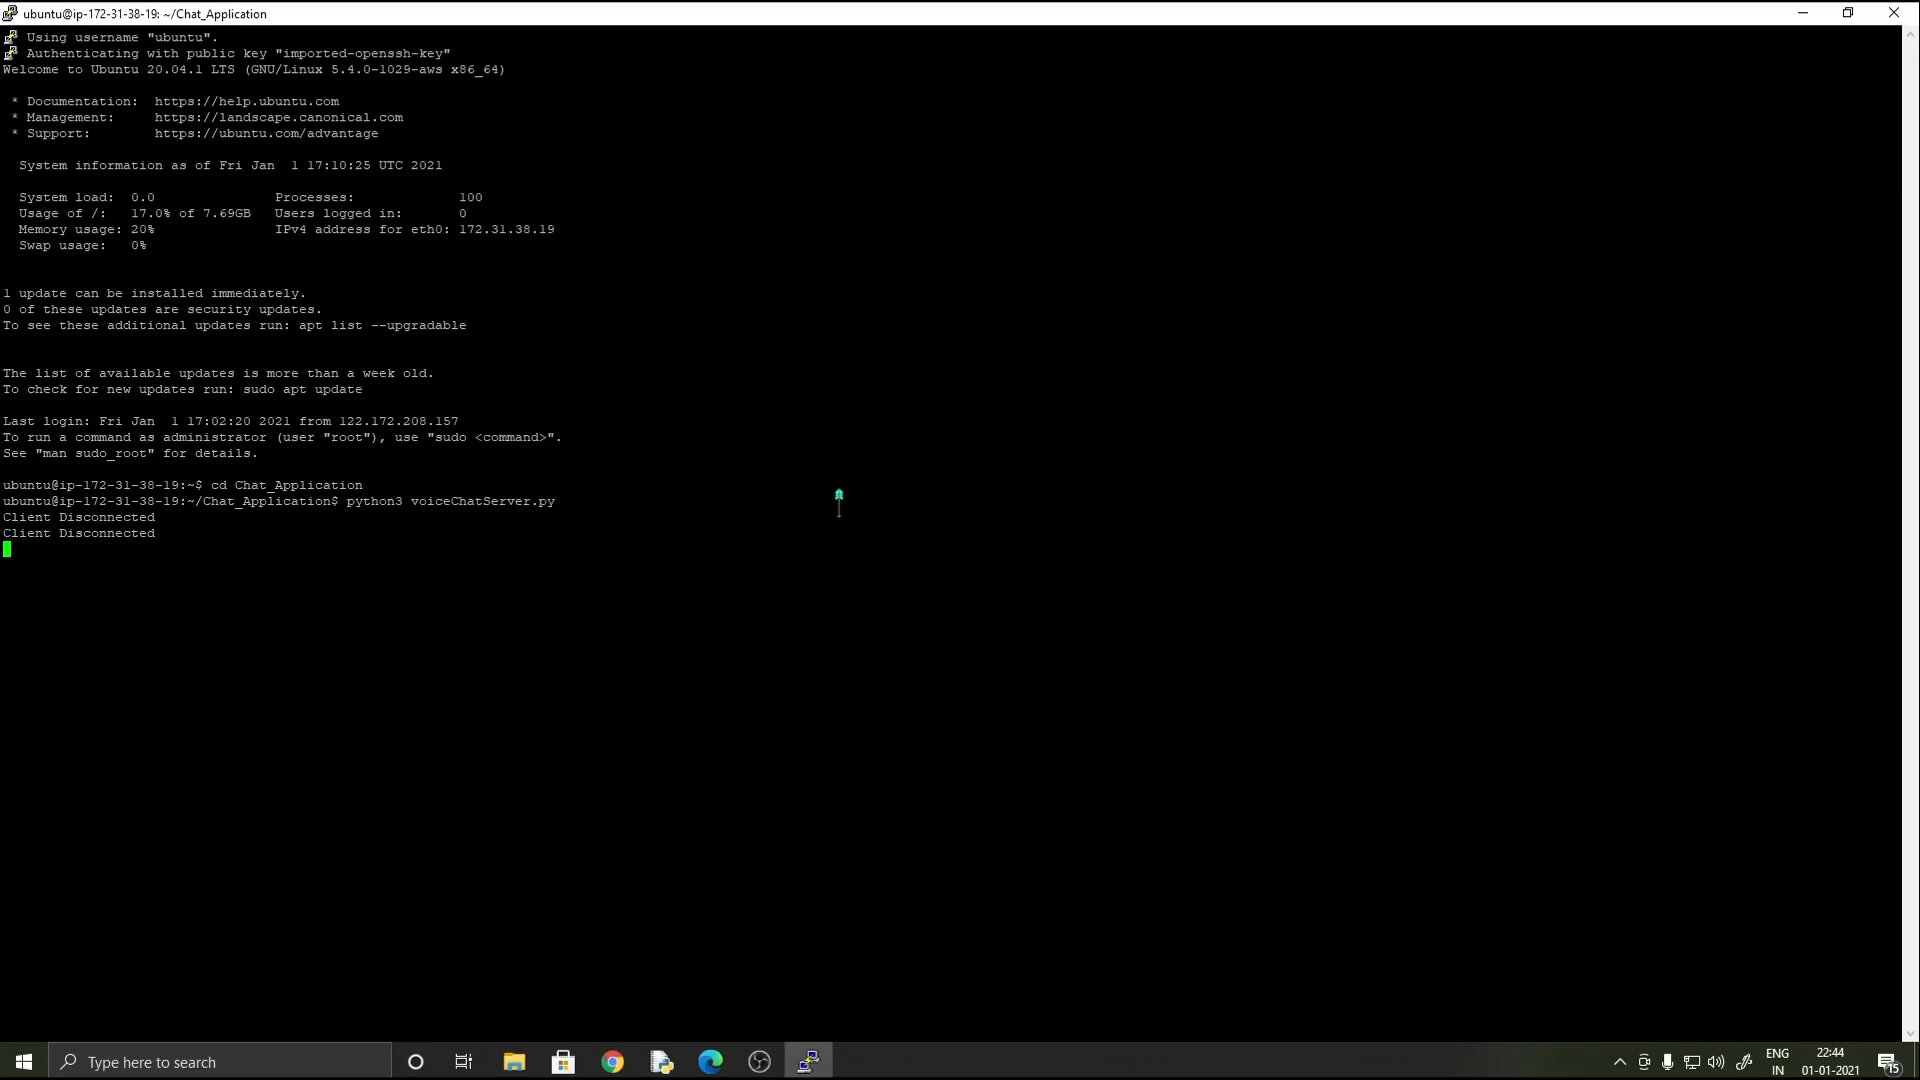 ubuntu@ip-172-31-38-19: ~/Chat_Application
Using username "ubuntu".
Authenticating with public key "imported-openssh-key"
Welcome to Ubuntu 20.04.1 LTS (GNU/Linux 5.4.0-1029-aws x86_64)
* Documentation:  https://help.ubuntu.com
* Management:     https://landscape.canonical.com
* Support:        https://ubuntu.com/advantage
System information as of Fri Jan  1 17:10:25 UTC 2021
System load:  0.0               Processes:             100
Usage of /:   17.0% of 7.69GB   Users logged in:       0
Memory usage: 20%               IPv4 address for eth0: 172.31.38.19
Swap usage:   0%
1 update can be installed immediately.
0 of these updates are security updates.
To see these additional updates run: apt list --upgradable
The list of available updates is more than a week old.
To check for new updates run: sudo apt update
Last login: Fri Jan  1 17:02:20 2021 from 122.172.208.157
To run a command as administrator (user "root"), use "sudo <command>".
See "man sudo_root" for details.
ubuntu@ip-172-31-38-19:~$ cd Chat_Application
ubuntu@ip-172-31-38-19:~/Chat_Application$ python3 voiceChatServer.py
Client Disconnected
Client Disconnected
Type here to search
ENG
IN
22:44
01-01-2021
15